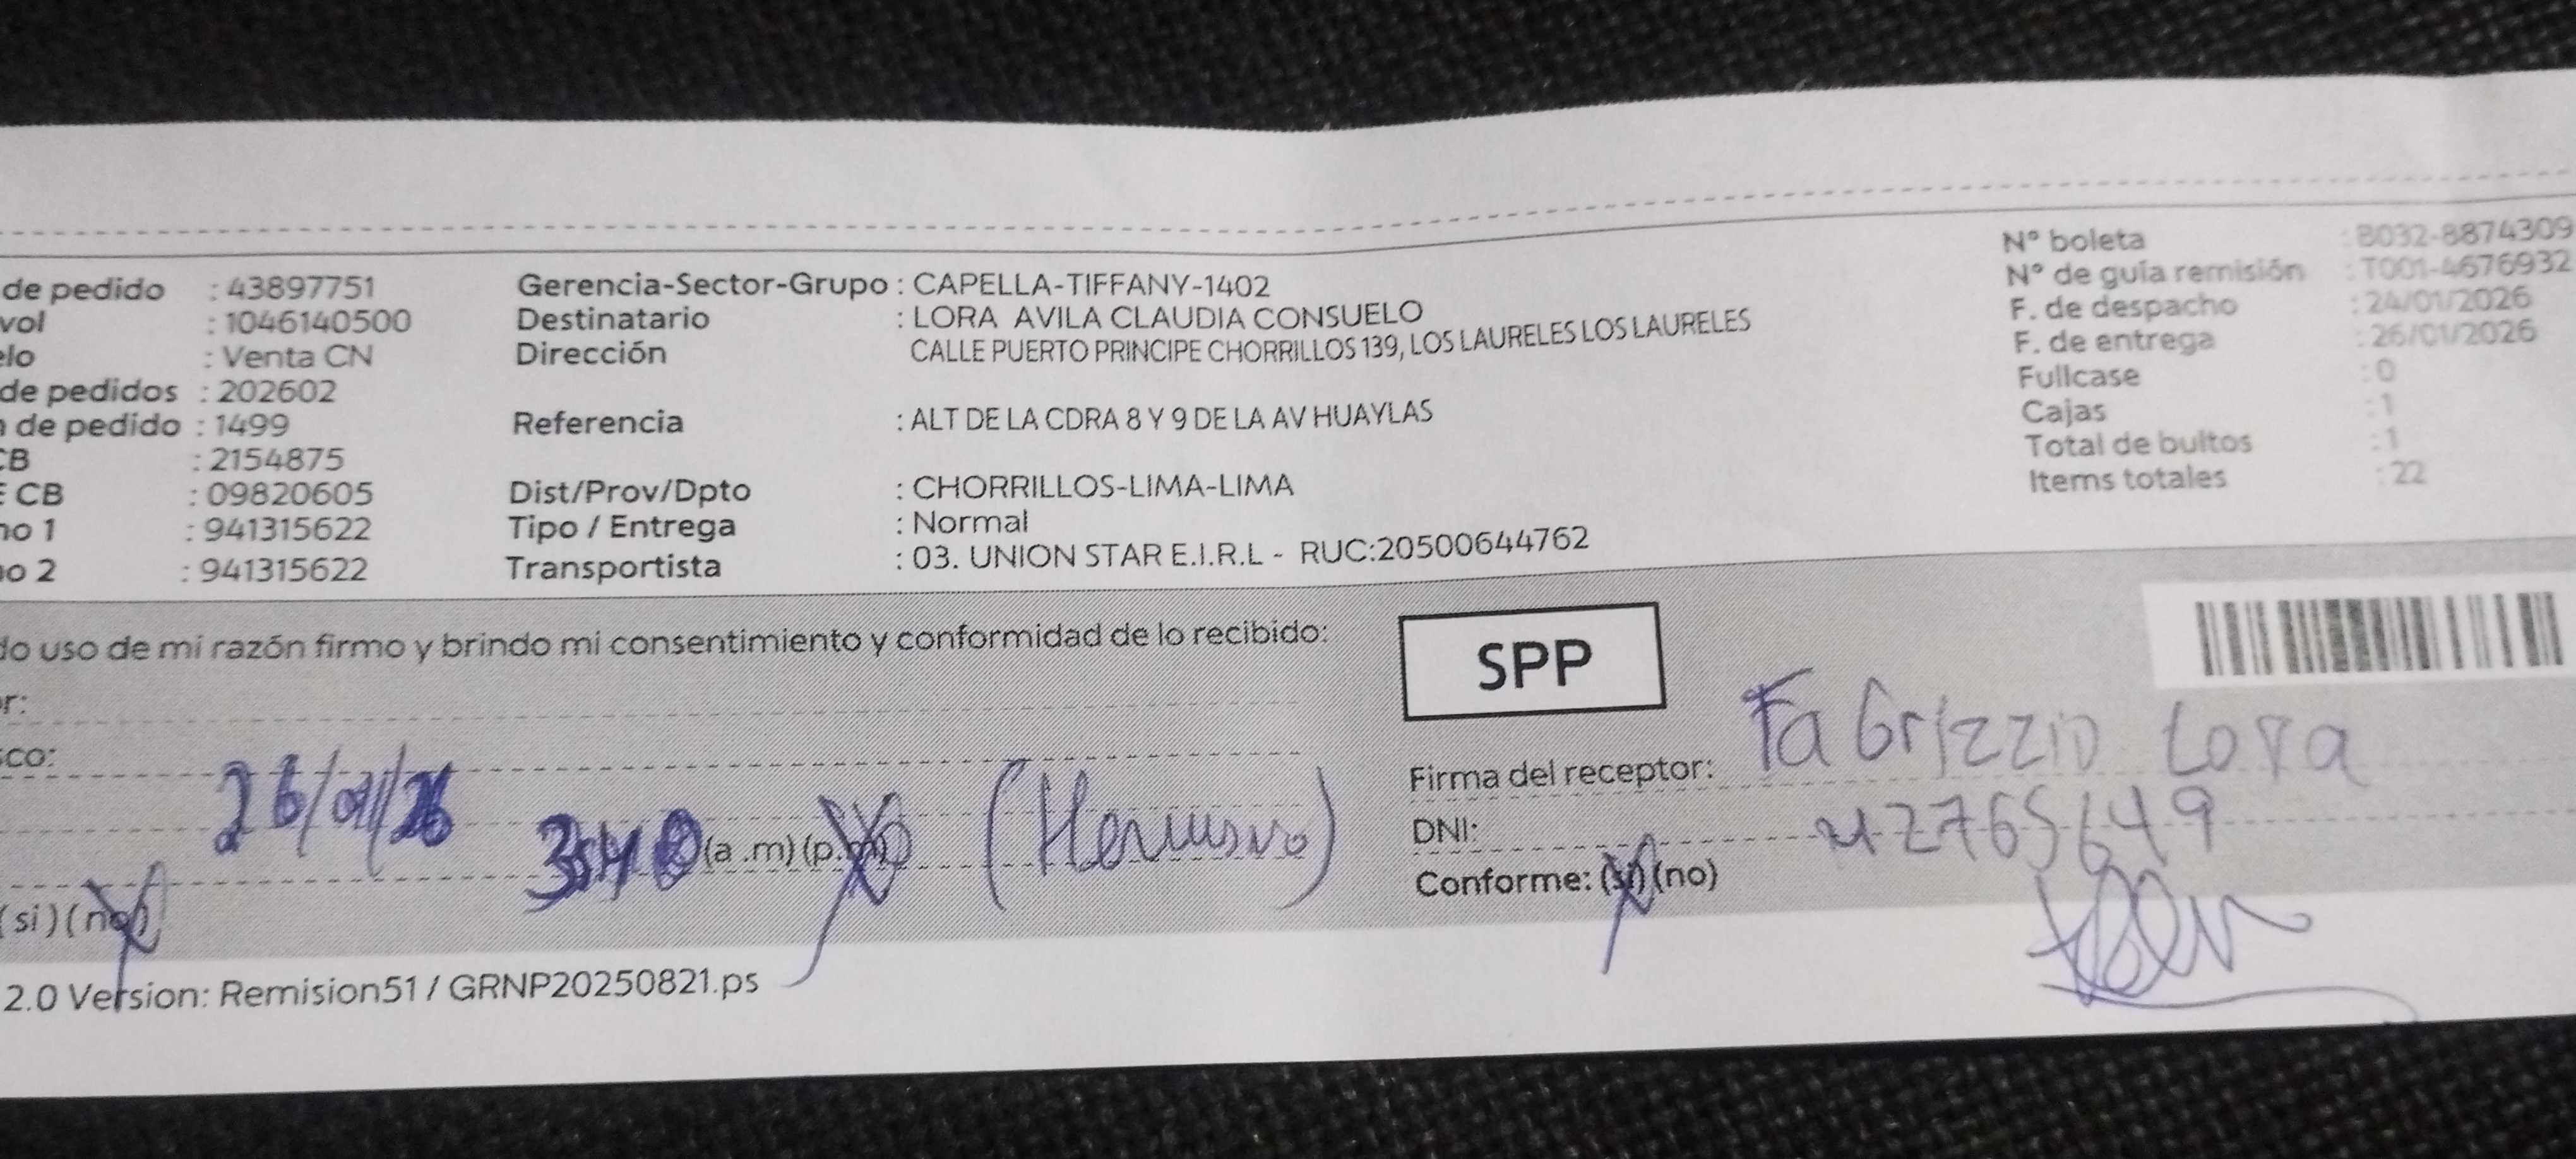 de pedido : 43897751 Gerencia-Sector-Grupo : CAPELLA-TIFFANY-1402 N° boleta : B032-8874309
vol : 1046140500 Destinatario : LORA AVILA CLAUDIA CONSUELO N° de guía remisión : T001-4676932
elo : Venta CN Dirección CALLE PUERTO PRINCIPE CHORRILLOS 139, LOS LAURELES LOS LAURELES F. de despacho : 24/01/2026
de pedidos : 202602 F. de entrega : 26/01/2026
de pedido : 1499 Referencia : ALT DE LA CDRA 8 Y 9 DE LA AV HUAYLAS Fullcase : 0
CB : 2154875 Cajas : 1
E CB : 09820605 Dist/Prov/Dpto : CHORRILLOS-LIMA-LIMA Total de bultos : 1
no 1 : 941315622 Tipo / Entrega : Normal Items totales : 22
no 2 : 941315622 Transportista : 03. UNION STAR E.I.R.L - RUC:20500644762
do uso de mi razón firmo y brindo mi consentimiento y conformidad de lo recibido:
SPP
r:
sco:
Firma del receptor: Fabrizzio Lora
26/01/26
(a .m) (p.m) (Hermano) DNI: 42765649
(si) (no) Conforme: (si) (no)
2.0 Version: Remision51 / GRNP20250821.ps